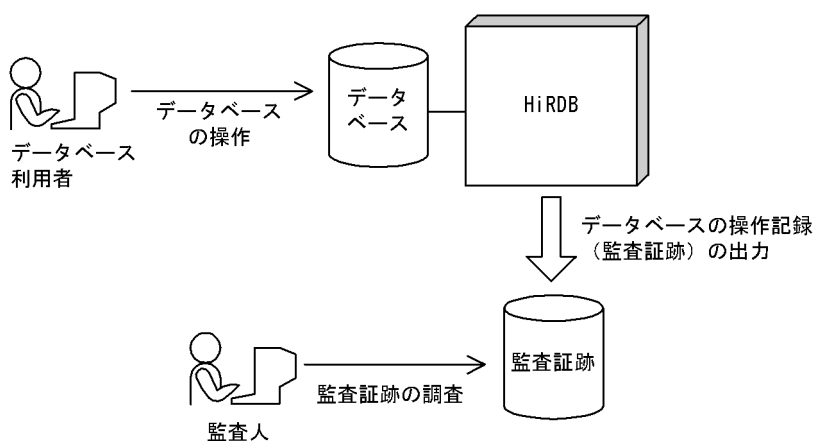 データベース
利用者
データベース
の操作
データ
ベース
HiRDB
データベースの操作記録
（監査証跡）の出力
監査人
監査証跡の調査
監査証跡